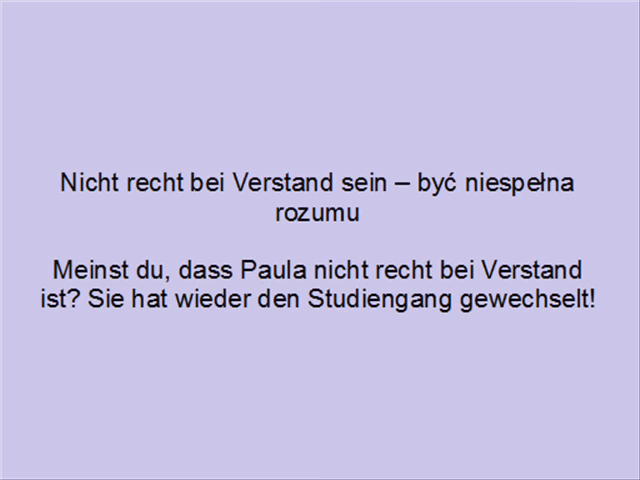 Nicht recht bei Verstand sein – być niespełna
rozumu
Meinst du, dass Paula nicht recht bei Verstand
ist? Sie hat wieder den Studiengang gewechselt!